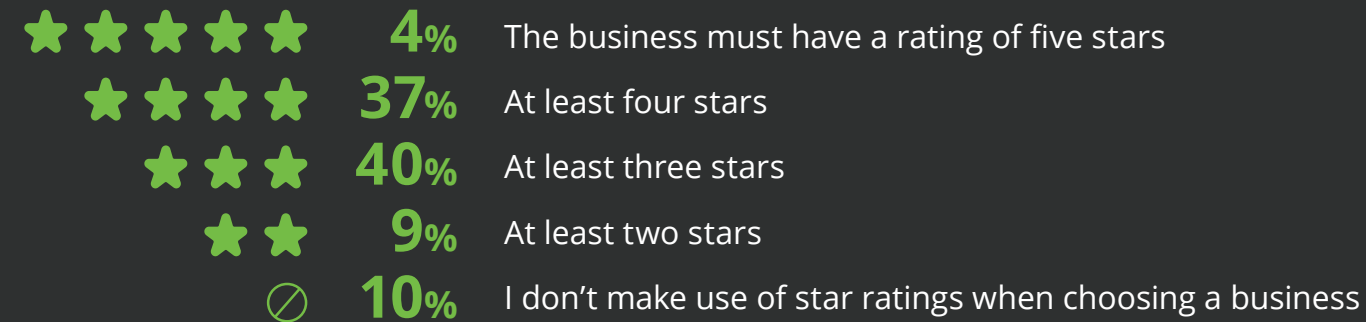 4% The business must have a rating of five stars
37% At least four stars
40% At least three stars
9% At least two stars
10% I don’t make use of star ratings when choosing a business